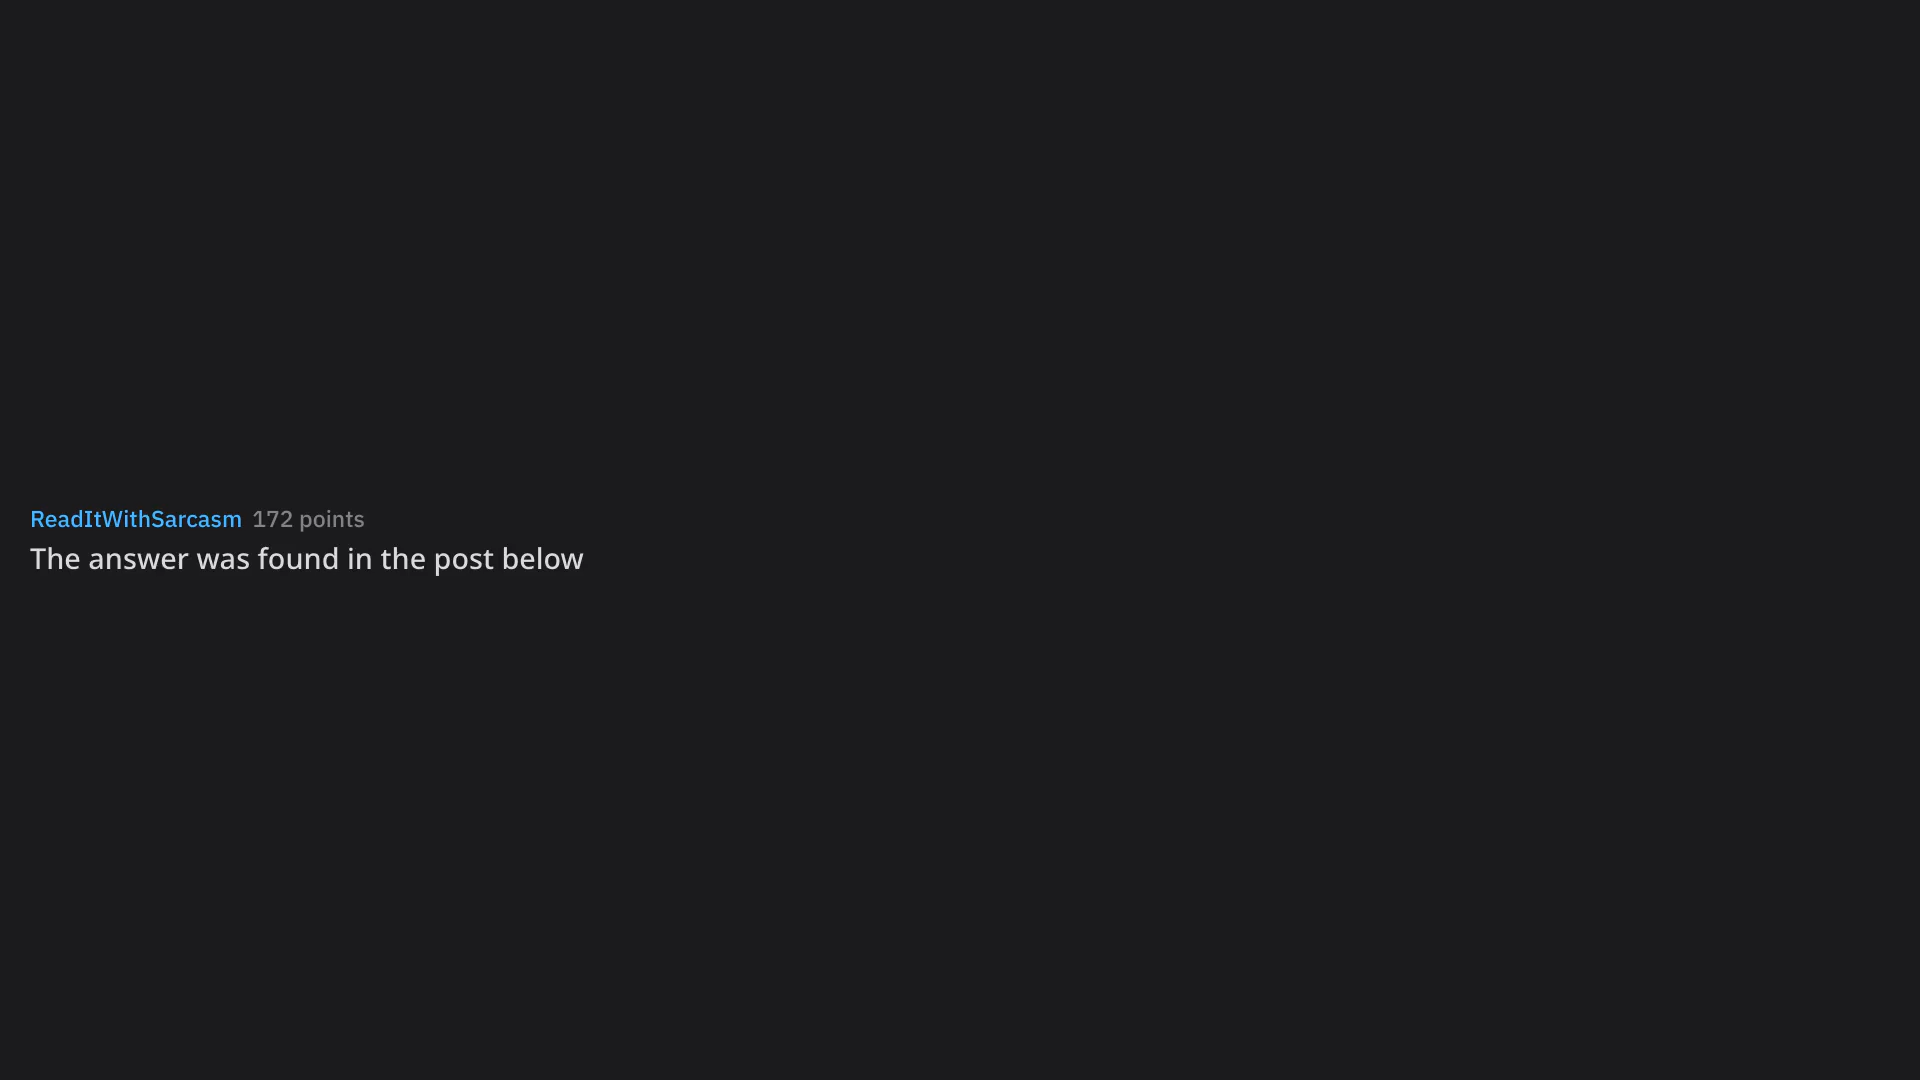 ReadItWithSarcasm 172 points
The answer was found in the post below